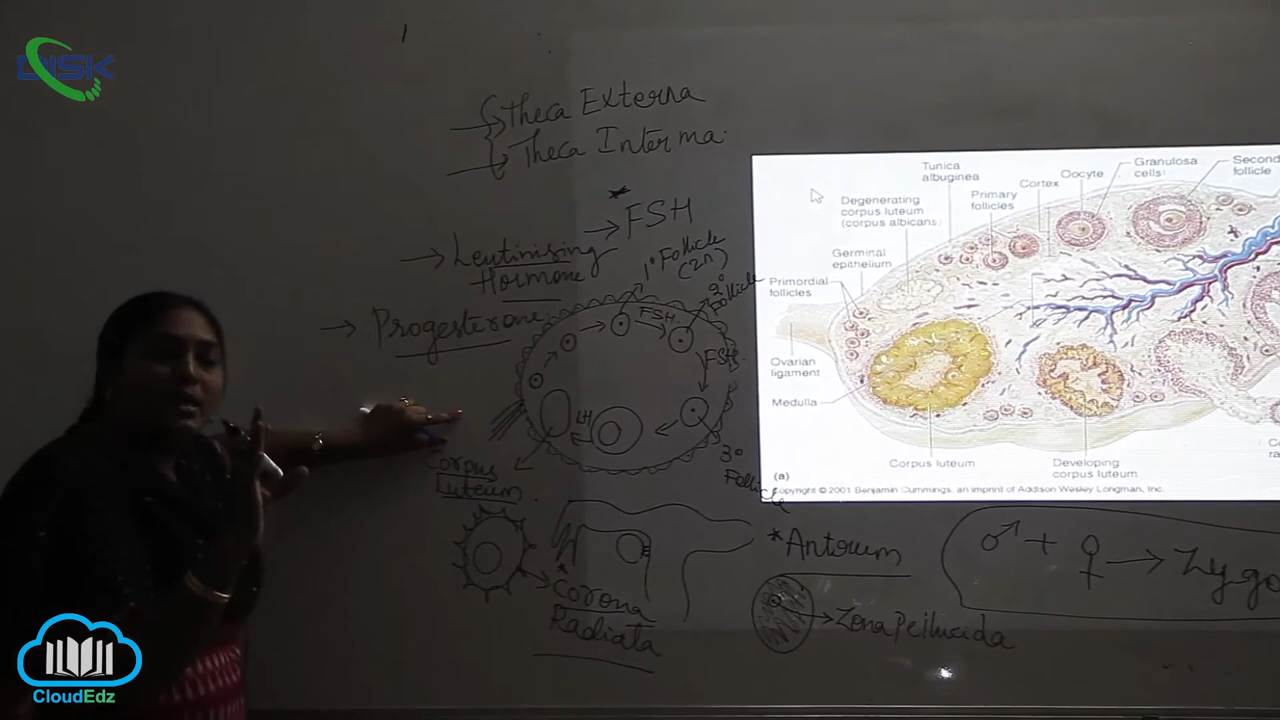 DISK
Theca Externa
Theca Interma
* FSH
Leutinising
Hormone
Progesterone
1° Follicle
(2n)
2°
Follicle
FSH
FSH
LH
3°
Follicle
Corpus
Luteum
* Corona
Radiata
* Antorum
Zona Pellucida
♂ + ♀ → Zygo
Tunica
albuginea
Degenerating
corpus luteum
(corpus albicans)
Germinal
epithelium
Primordial
follicles
Primary
follicles
Cortex
Oocyte
Granulosa
cells
Second
follicle
Ovarian
ligament
Medulla
Corpus luteum
Developing
corpus luteum
(a)
Copyright © 2001 Benjamin Cummings, an imprint of Addison Wesley Longman, Inc.
CloudEdz